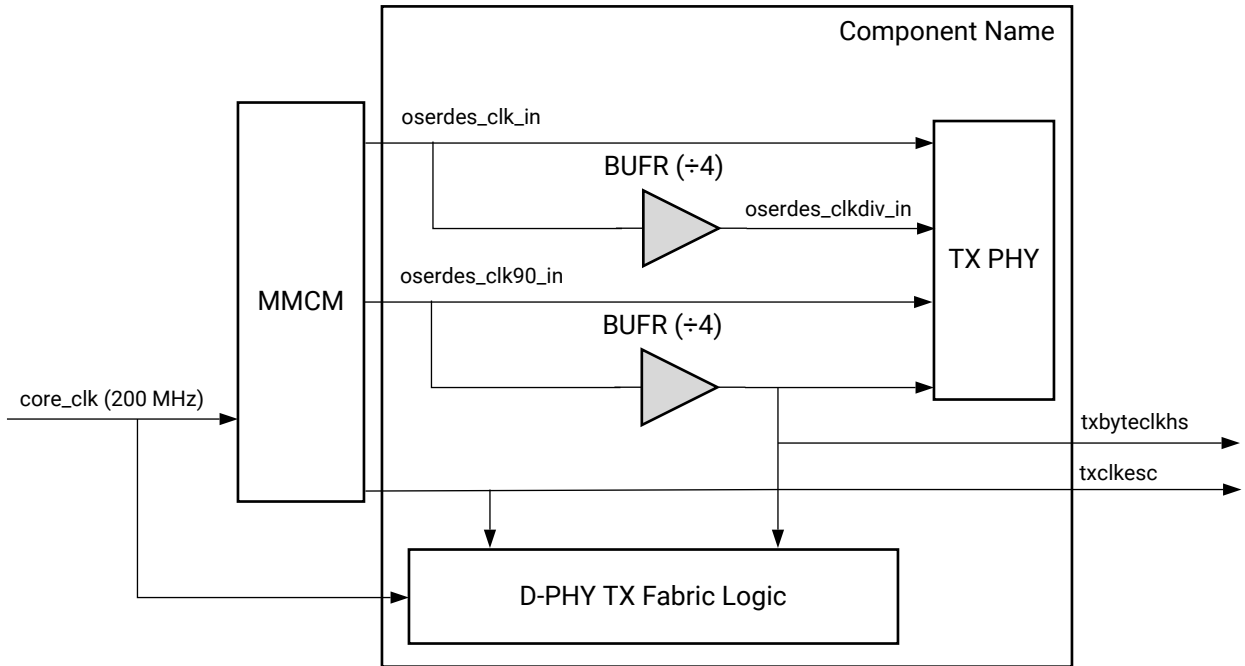 Component Name
oserdes_clk_in
BUFR (÷4)
oserdes_clkdiv_in
TX PHY
oserdes_clk90_in
MMCM
BUFR (÷4)
core_clk (200 MHz)
txbyteclkhs
txclkesc
D-PHY TX Fabric Logic